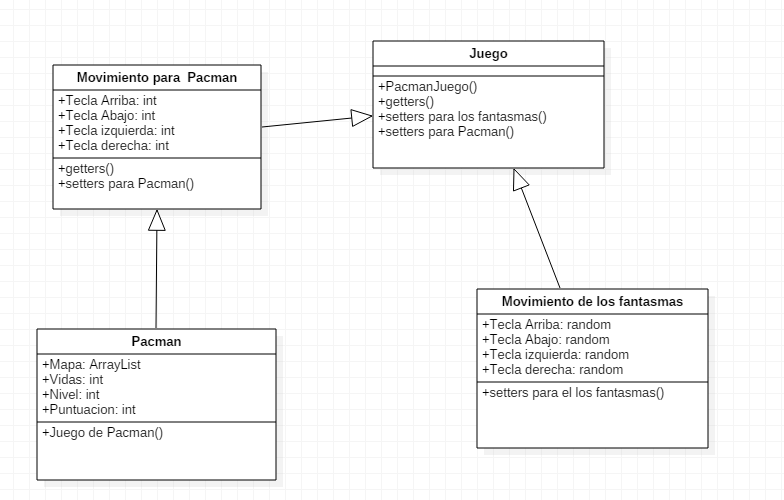 Movimiento para Pacman
+Tecla Arriba: int
+Tecla Abajo: int
+Tecla izquierda: int
+Tecla derecha: int
+getters()
+setters para Pacman()
Juego
+PacmanJuego()
+getters()
+setters para los fantasmas()
+setters para Pacman()
Pacman
+Mapa: ArrayList
+Vidas: int
+Nivel: int
+Puntuacion: int
+Juego de Pacman()
Movimiento de los fantasmas
+Tecla Arriba: random
+Tecla Abajo: random
+Tecla izquierda: random
+Tecla derecha: random
+setters para el los fantasmas()